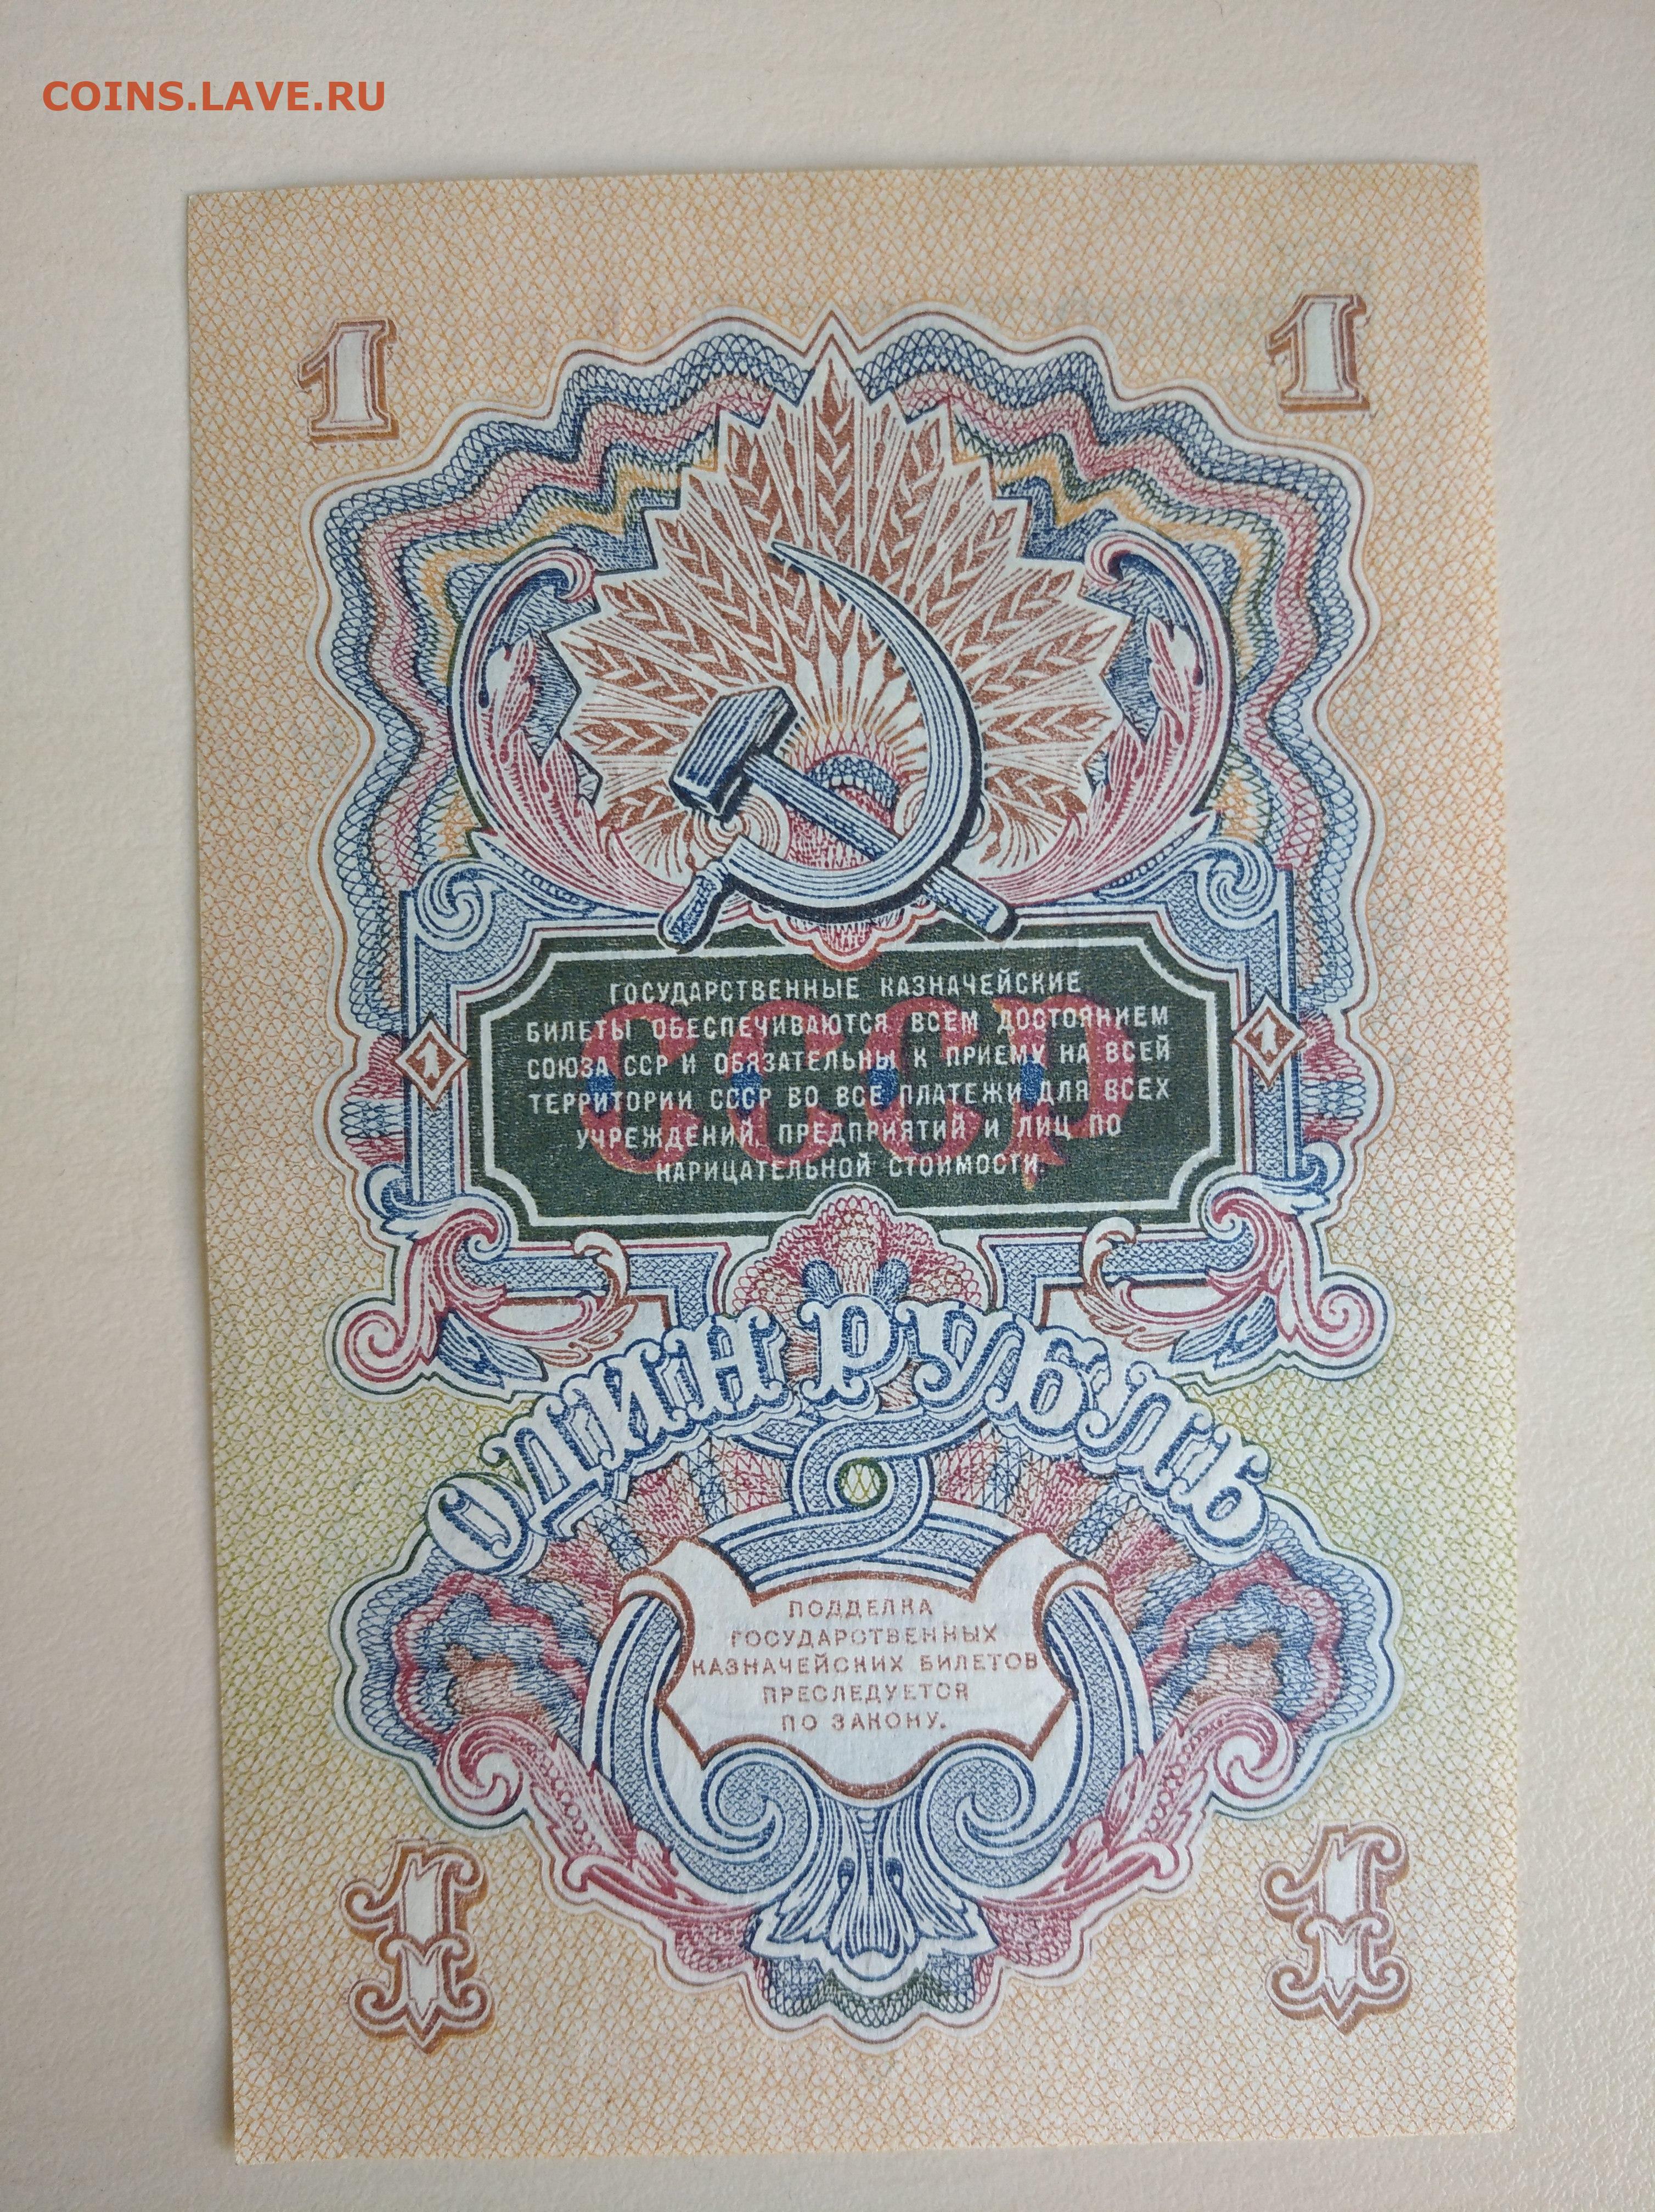 COINS.LAVE.RU
1 1
ГОСУДАРСТВЕННЫЕ КАЗНАЧЕЙСКИЕ
БИЛЕТЫ ОБЕСПЕЧИВАЮТСЯ ВСЕМ ДОСТОЯНИЕМ
СОЮЗА ССР И ОБЯЗАТЕЛЬНЫ К ПРИЕМУ НА ВСЕЙ
ТЕРРИТОРИИ СССР ВО ВСЕ ПЛАТЕЖИ ДЛЯ ВСЕХ
УЧРЕЖДЕНИЙ, ПРЕДПРИЯТИЙ И ЛИЦ ПО
НАРИЦАТЕЛЬНОЙ СТОИМОСТИ.
СССР
1 1
ОДИН РУБЛЬ
ПОДДЕЛКА
ГОСУДАРСТВЕННЫХ
КАЗНАЧЕЙСКИХ БИЛЕТОВ
ПРЕСЛЕДУЕТСЯ
ПО ЗАКОНУ.
1 1